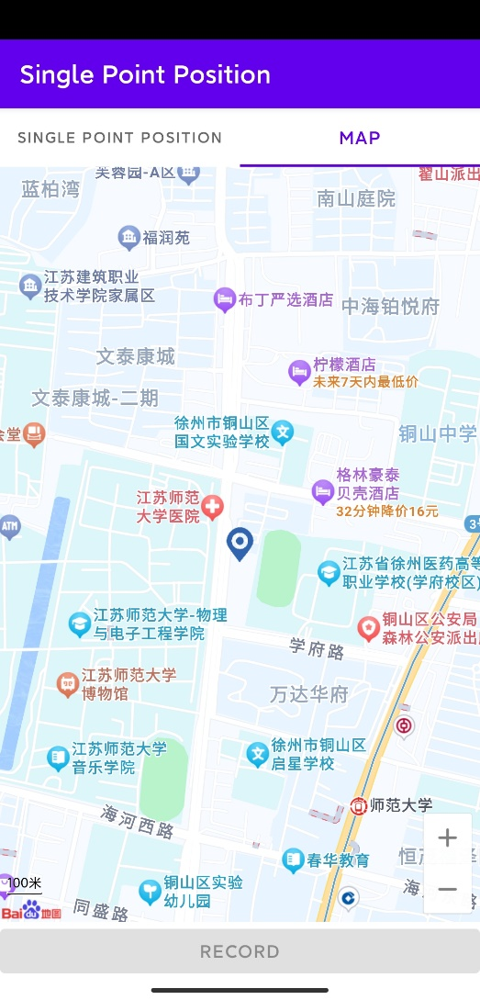 Single Point Position
SINGLE POINT POSITION
MAP
芙蓉园-A区
翟山派出
蓝柏湾
南山庭院
福润苑
江苏建筑职业
技术学院家属区
布丁严选酒店
中海铂悦府
文泰康城
柠檬酒店
未来7天内最低价
文泰康城-二期
徐州市铜山区
国文实验学校
铜山中学
会堂
格林豪泰
贝壳酒店
32分钟降价16元
江苏师范
大学医院
ATM
3
江苏省徐州医药高等
职业学校(学府校区)
江苏师范大学-物理
与电子工程学院
铜山区公安局
森林公安派出
学府路
江苏师范大学
博物馆
万达华府
江苏师范大学
音乐学院
徐州市铜山区
启星学校
师范大学
海河西路
春华教育
恒
海
铜山区实验
幼儿园
100米
Bai du 地图
同盛路
RECORD